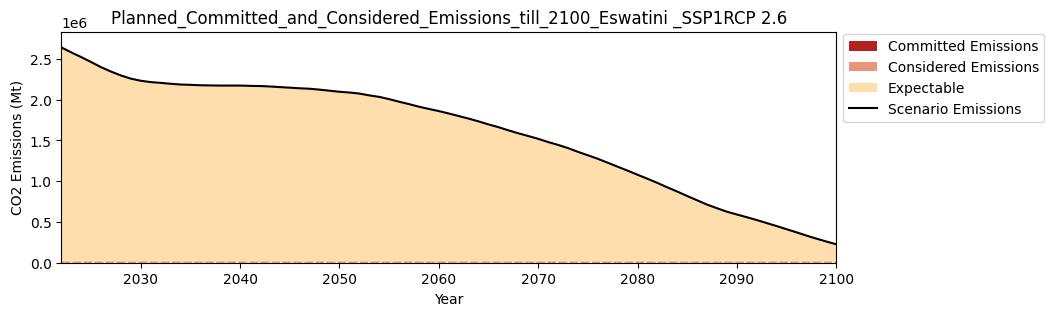 Planned_Committed_and_Considered_Emissions_till_2100_Eswatini _SSP1RCP 2.6
1e6
2.5
2.0
1.5
1.0
0.5
0.0
CO2 Emissions (Mt)
2030 2040 2050 2060 2070 2080 2090 2100
Year
Committed Emissions
Considered Emissions
Expectable
Scenario Emissions